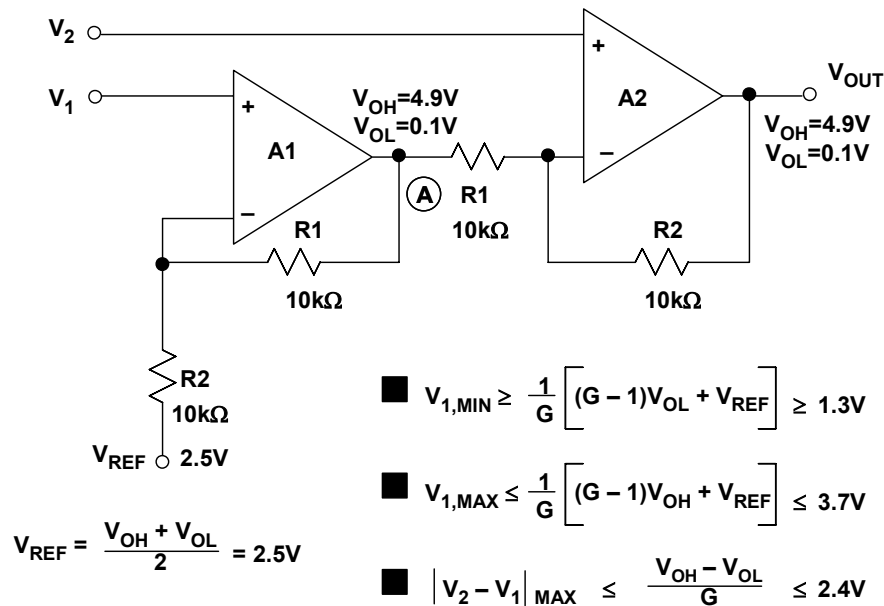 V2
V1
+
A1
−
VOH=4.9V
VOL=0.1V
A
R1
10kΩ
+
A2
−
VOUT
VOH=4.9V
VOL=0.1V
R1
10kΩ
R2
10kΩ
R2
10kΩ
VREF 2.5V
VREF = (VOH + VOL) / 2 = 2.5V
■ V1,MIN ≥ 1/G [(G − 1)VOL + VREF] ≥ 1.3V
■ V1,MAX ≤ 1/G [(G − 1)VOH + VREF] ≤ 3.7V
■ |V2 − V1| MAX ≤ (VOH − VOL) / G ≤ 2.4V